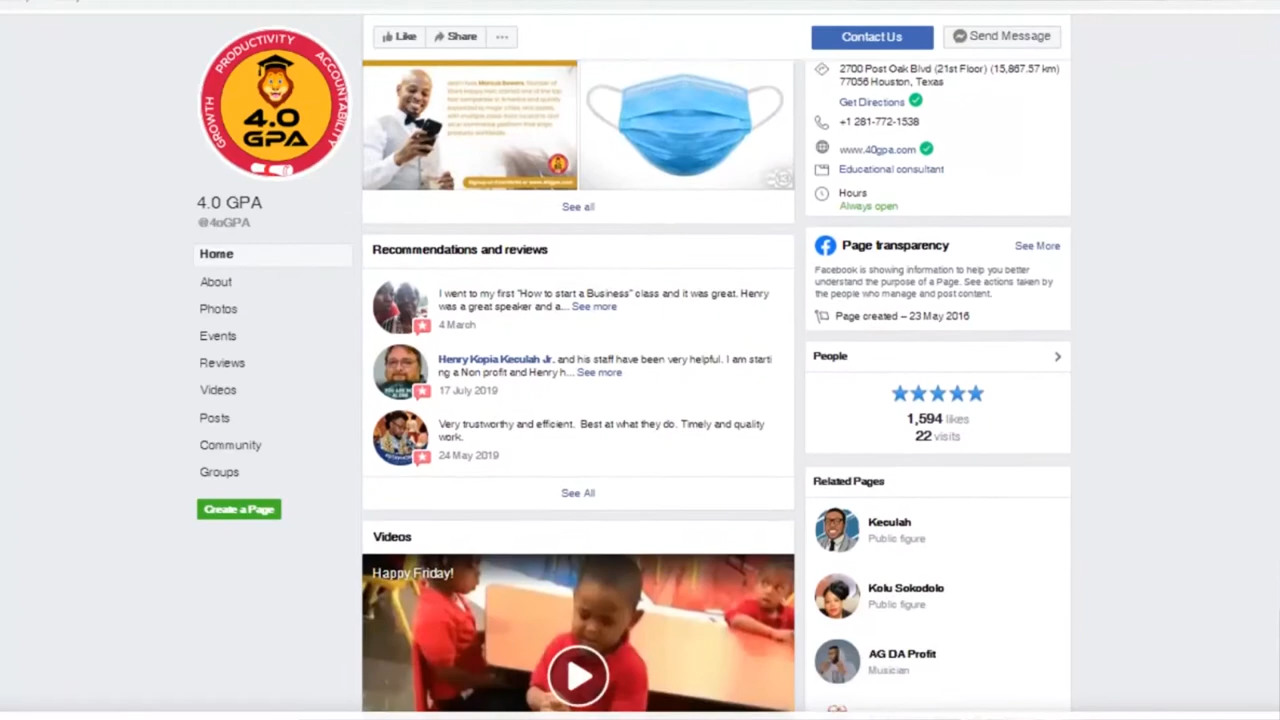 PRODUCTIVITY
ACCOUNTABILITY
GROWTH
4.0
GPA
4.0 GPA
@4oGPA
Home
About
Photos
Events
Reviews
Videos
Posts
Community
Groups
Create a Page
Like
Share
...
See all
Recommendations and reviews
I went to my first "How to start a Business" class and it was great. Henry
was a great speaker and a... See more
4 March
Henry Kopia Keculah Jr. and his staff have been very helpful. I am starti
ng a Non profit and Henry h... See more
17 July 2019
Very trustworthy and efficient. Best at what they do. Timely and quality
work.
24 May 2019
See All
Videos
Happy Friday!
Contact Us
Send Message
2700 Post Oak Blvd (21st Floor) (15,867.57 km)
77056 Houston, Texas
Get Directions
+1 281-772-1538
www.40gpa.com
Educational consultant
Hours
Always open
Page transparency
See More
Facebook is showing information to help you better
understand the purpose of a Page. See actions taken by
the people who manage and post content.
Page created – 23 May 2016
People
1,594 likes
22 visits
Related Pages
Keculah
Public figure
Kolu Sokodolo
Public figure
AG DA Profit
Musician